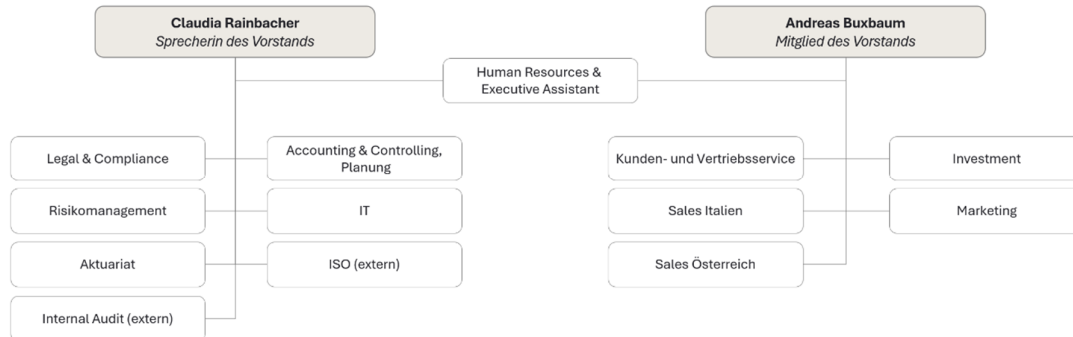 Claudia Rainbacher
Sprecherin des Vorstands
Andreas Buxbaum
Mitglied des Vorstands
Human Resources &
Executive Assistant
Legal & Compliance
Accounting & Controlling,
Planung
Kunden- und Vertriebsservice
Investment
Risikomanagement
IT
Sales Italien
Marketing
Aktuariat
ISO (extern)
Sales Österreich
Internal Audit (extern)